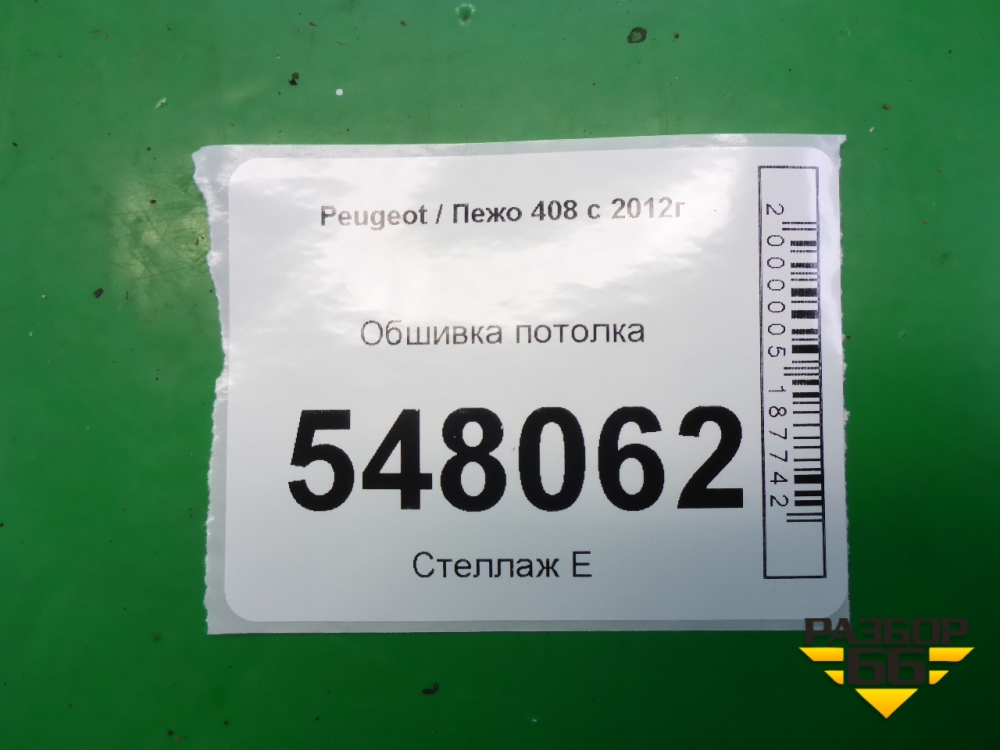 Peugeot / Пежо 408 с 2012г
Обшивка потолка
548062
Стеллаж Е
2000005187742
РАЗБОР
66